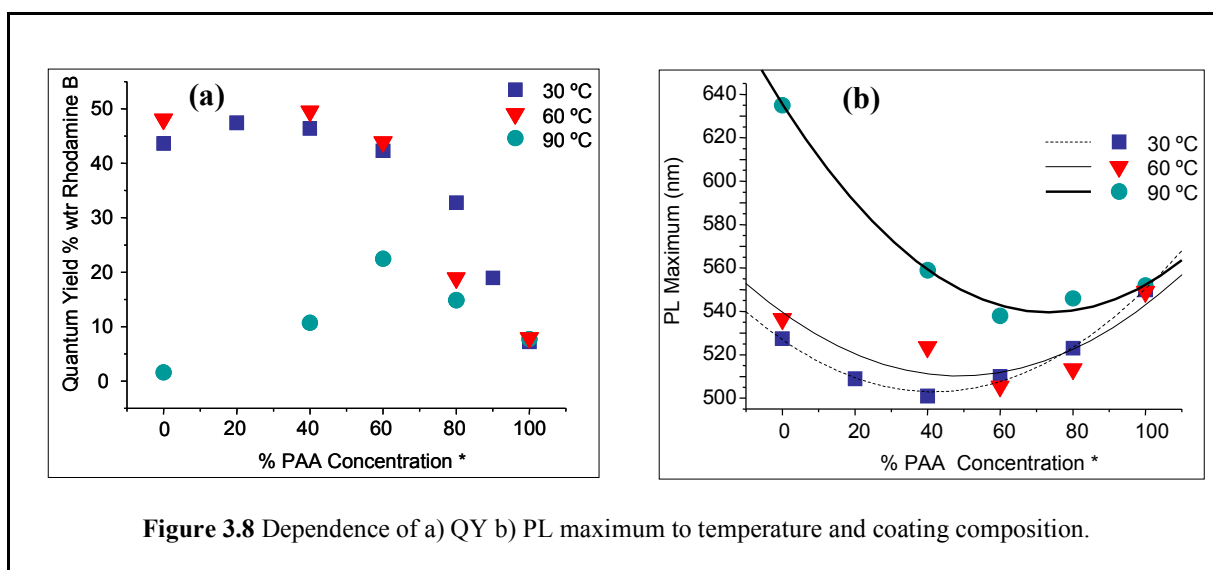 (a)
30 ºC
60 ºC
90 ºC
50
40
30
20
10
0
Quantum Yield % wtr Rhodamine B
0 20 40 60 80 100
% PAA Concentration *
(b)
30 ºC
60 ºC
90 ºC
640
620
600
580
560
540
520
500
PL Maximum (nm)
0 20 40 60 80 100
% PAA Concentration *
Figure 3.8 Dependence of a) QY b) PL maximum to temperature and coating composition.